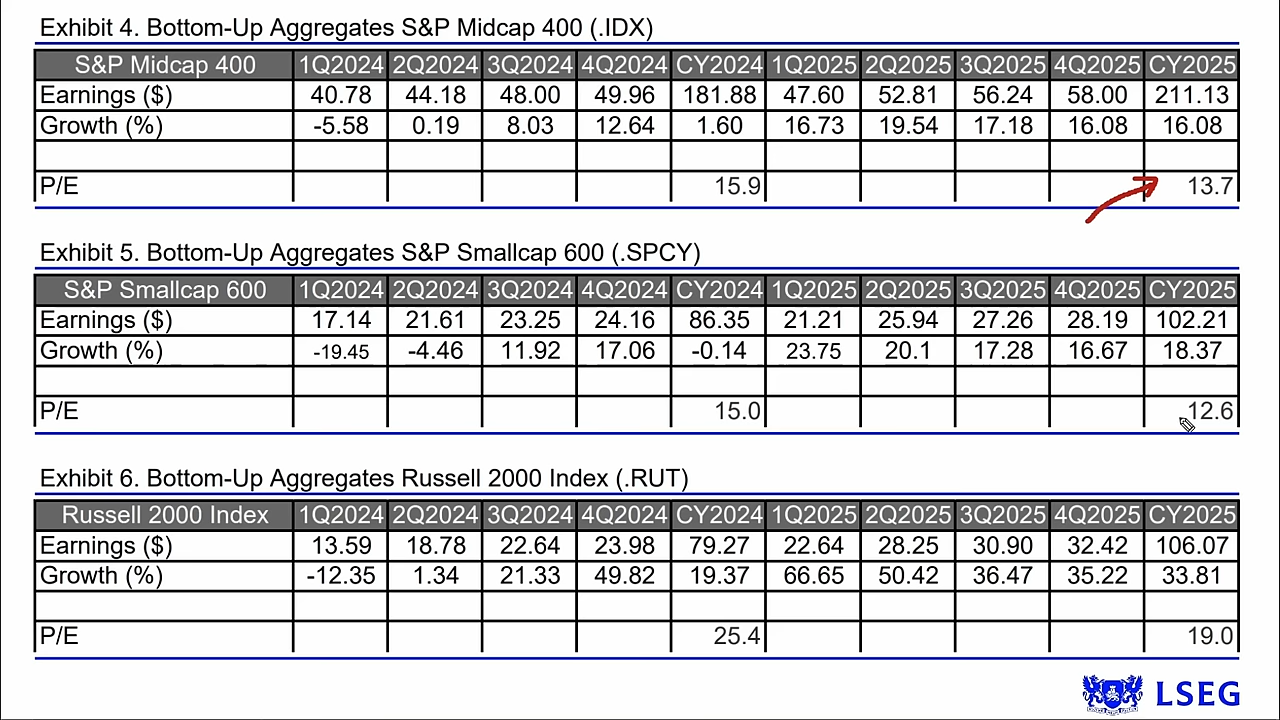 Exhibit 4. Bottom-Up Aggregates S&P Midcap 400 (.IDX)
S&P Midcap 400 1Q2024 2Q2024 3Q2024 4Q2024 CY2024 1Q2025 2Q2025 3Q2025 4Q2025 CY2025
Earnings ($) 40.78 44.18 48.00 49.96 181.88 47.60 52.81 56.24 58.00 211.13
Growth (%) -5.58 0.19 8.03 12.64 1.60 16.73 19.54 17.18 16.08 16.08
P/E 15.9 13.7
Exhibit 5. Bottom-Up Aggregates S&P Smallcap 600 (.SPCY)
S&P Smallcap 600 1Q2024 2Q2024 3Q2024 4Q2024 CY2024 1Q2025 2Q2025 3Q2025 4Q2025 CY2025
Earnings ($) 17.14 21.61 23.25 24.16 86.35 21.21 25.94 27.26 28.19 102.21
Growth (%) -19.45 -4.46 11.92 17.06 -0.14 23.75 20.1 17.28 16.67 18.37
P/E 15.0 12.6
Exhibit 6. Bottom-Up Aggregates Russell 2000 Index (.RUT)
Russell 2000 Index 1Q2024 2Q2024 3Q2024 4Q2024 CY2024 1Q2025 2Q2025 3Q2025 4Q2025 CY2025
Earnings ($) 13.59 18.78 22.64 23.98 79.27 22.64 28.25 30.90 32.42 106.07
Growth (%) -12.35 1.34 21.33 49.82 19.37 66.65 50.42 36.47 35.22 33.81
P/E 25.4 19.0
LSEG